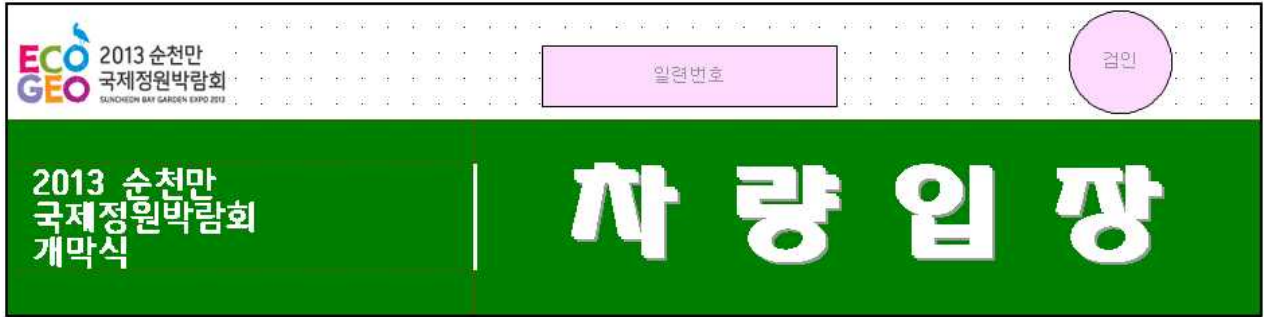 ECO
GEO
2013 순천만
국제정원박람회
SUNCHEON BAY GARDEN EXPO 2013
일련번호
검인
2013 순천만
국제정원박람회
개막식
차량입장